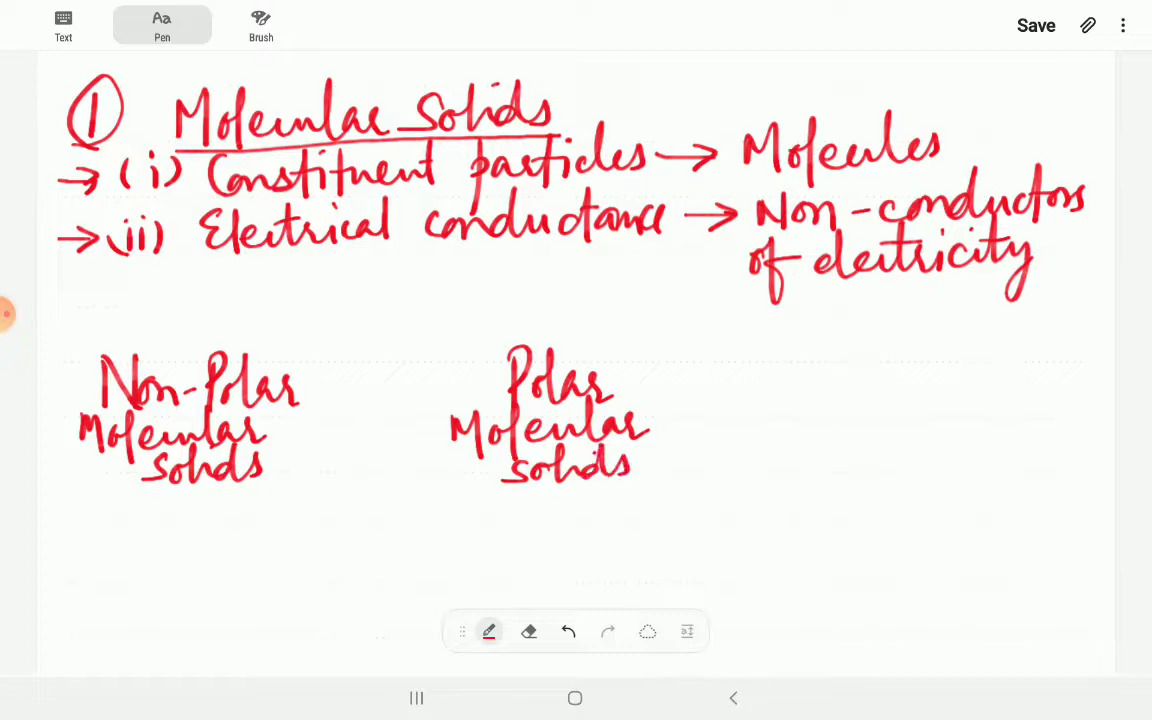 Text
Aa
Pen
Brush
Save
① Molecular Solids
→ (i) Constituent particles → Molecules
→ (ii) Electrical conductance → Non-conductors
of electricity
Non-Polar
Molecular
solids
Polar
Molecular
solids